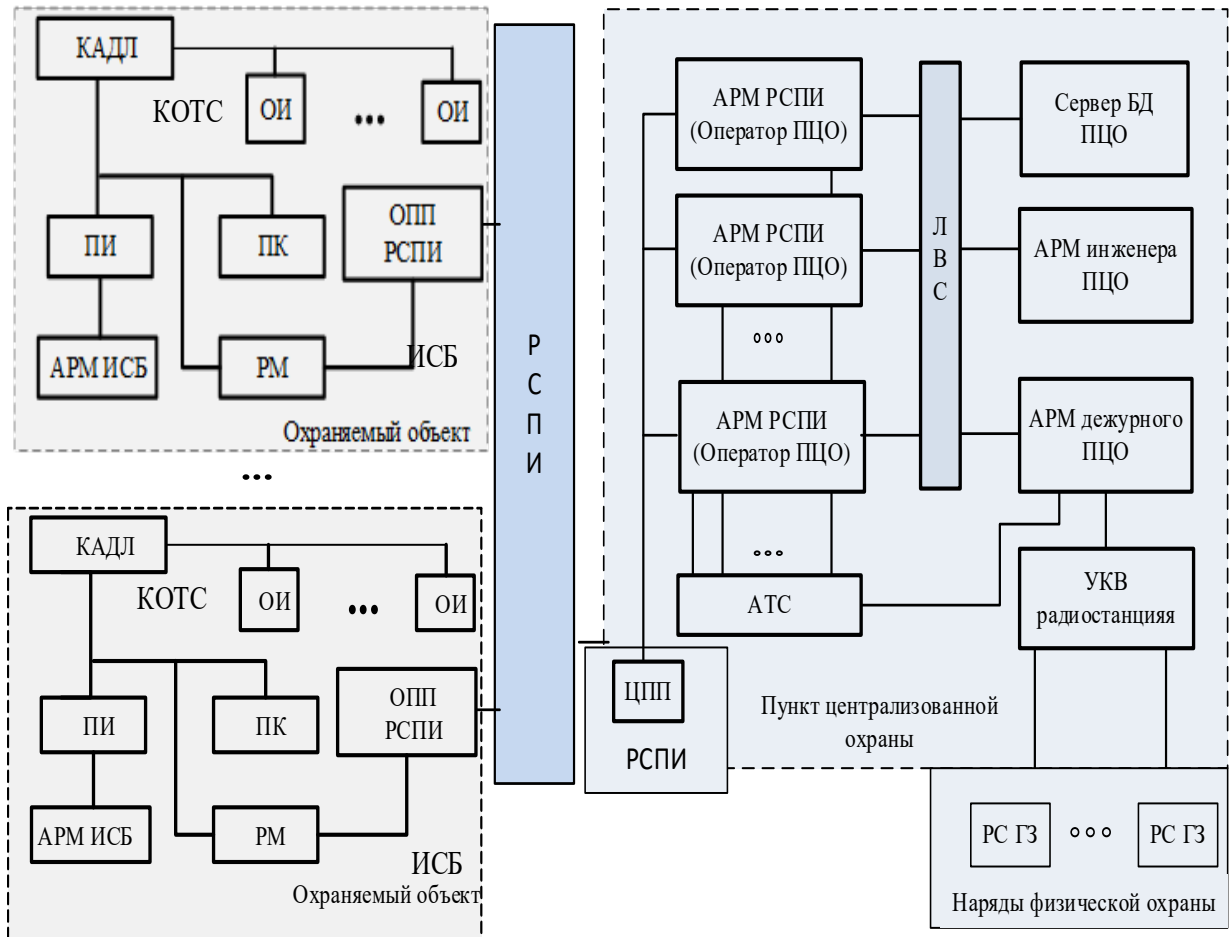 КАДЛ
КОТС
ОИ
...
ОИ
ПИ
ПК
ОПП
РСПИ
АРМ ИСБ
РМ
ИСБ
Охраняемый объект
...
КАДЛ
КОТС
ОИ
...
ОИ
ПИ
ПК
ОПП
РСПИ
АРМ ИСБ
РМ
ИСБ
Охраняемый объект
Р
С
П
И
АРМ РСПИ
(Оператор ПЦО)
АРМ РСПИ
(Оператор ПЦО)
АРМ РСПИ
(Оператор ПЦО)
АТС
Л
В
С
Сервер БД
ПЦО
АРМ инженера
ПЦО
АРМ дежурного
ПЦО
УКВ
радиостанцияя
ЦПП
РСПИ
Пункт централизованной
охраны
РС ГЗ
РС ГЗ
Наряды физической охраны